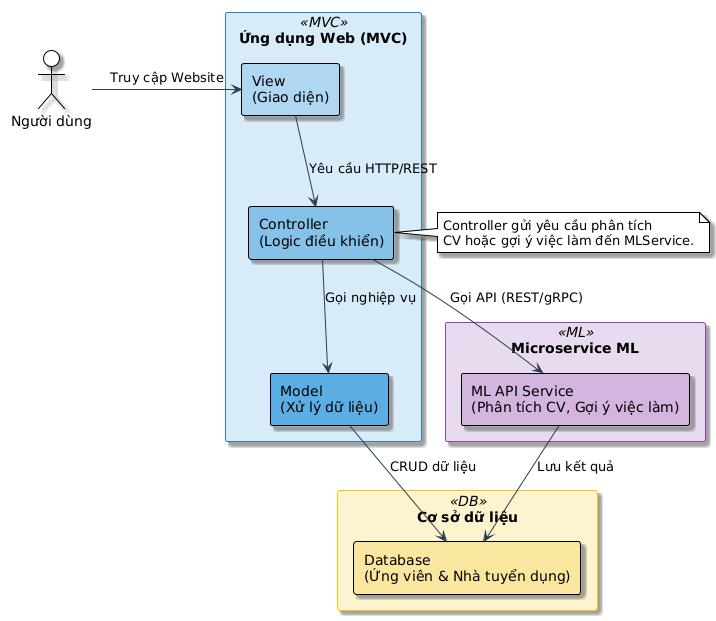 «MVC»
Ứng dụng Web (MVC)
Truy cập Website
View
(Giao diện)
Người dùng
Yêu cầu HTTP/REST
Controller
(Logic điều khiển)
Controller gửi yêu cầu phân tích
CV hoặc gợi ý việc làm đến MLService.
Gọi nghiệp vụ
Gọi API (REST/gRPC)
«ML»
Microservice ML
Model
(Xử lý dữ liệu)
ML API Service
(Phân tích CV, Gợi ý việc làm)
CRUD dữ liệu
Lưu kết quả
«DB»
Cơ sở dữ liệu
Database
(Ứng viên & Nhà tuyển dụng)